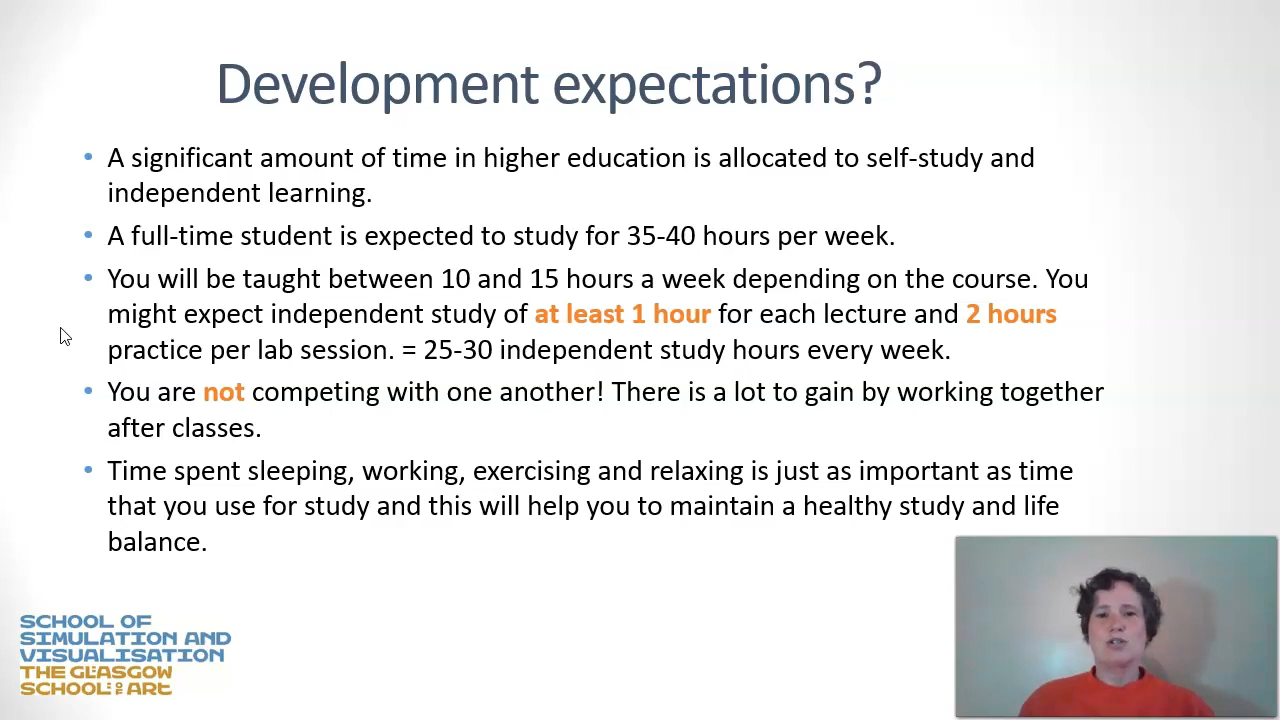 Development expectations?
• A significant amount of time in higher education is allocated to self-study and
independent learning.
• A full-time student is expected to study for 35-40 hours per week.
• You will be taught between 10 and 15 hours a week depending on the course. You
might expect independent study of at least 1 hour for each lecture and 2 hours
practice per lab session. = 25-30 independent study hours every week.
• You are not competing with one another! There is a lot to gain by working together
after classes.
• Time spent sleeping, working, exercising and relaxing is just as important as time
that you use for study and this will help you to maintain a healthy study and life
balance.
SCHOOL OF
SIMULATION AND
VISUALISATION
THE GLASGOW
SCHOOL OF ART